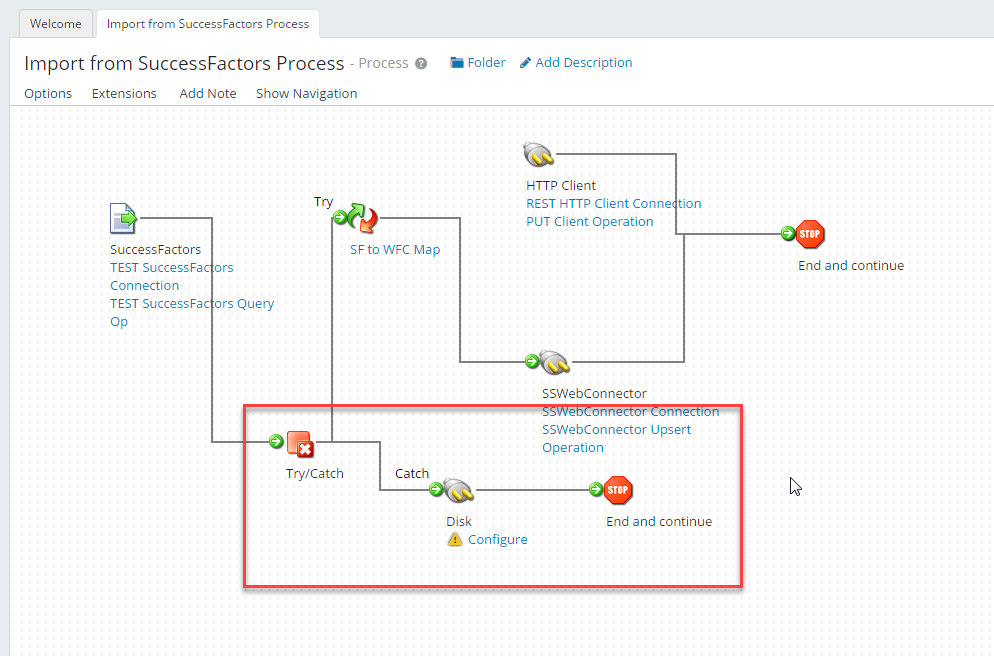 Welcome
Import from SuccessFactors Process
Import from SuccessFactors Process - Process ?
Folder
Add Description
Options
Extensions
Add Note
Show Navigation
HTTP Client
REST HTTP Client Connection
PUT Client Operation
Try
STOP
SuccessFactors
TEST SuccessFactors
Connection
TEST SuccessFactors Query
Op
SF to WFC Map
End and continue
SSWebConnector
SSWebConnector Connection
SSWebConnector Upsert
Operation
Try/Catch
Catch
STOP
Disk
Configure
End and continue